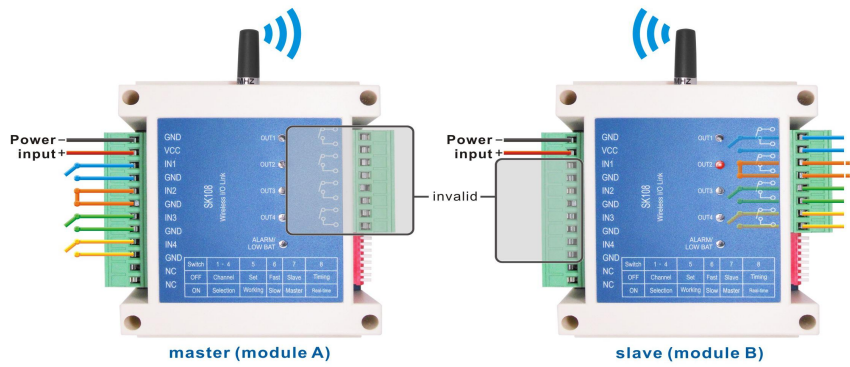 MHZ
MHZ
Power –
input +
GND
VCC
IN1
GND
IN2
GND
IN3
GND
IN4
GND
NC
NC
OUT1
OUT2
OUT3
OUT4
ALARM/
LOW BAT
SK108
Wireless I/O Link
Switch 1 - 4 5 6 7 8
OFF Channel Set Fast Slave Timing
ON Selection Working Slow Master Real-time
invalid
Power –
input +
GND
VCC
IN1
GND
IN2
GND
IN3
GND
IN4
GND
NC
NC
OUT1
OUT2
OUT3
OUT4
ALARM/
LOW BAT
SK108
Wireless I/O Link
Switch 1 - 4 5 6 7 8
OFF Channel Set Fast Slave Timing
ON Selection Working Slow Master Real-time
master (module A)
slave (module B)